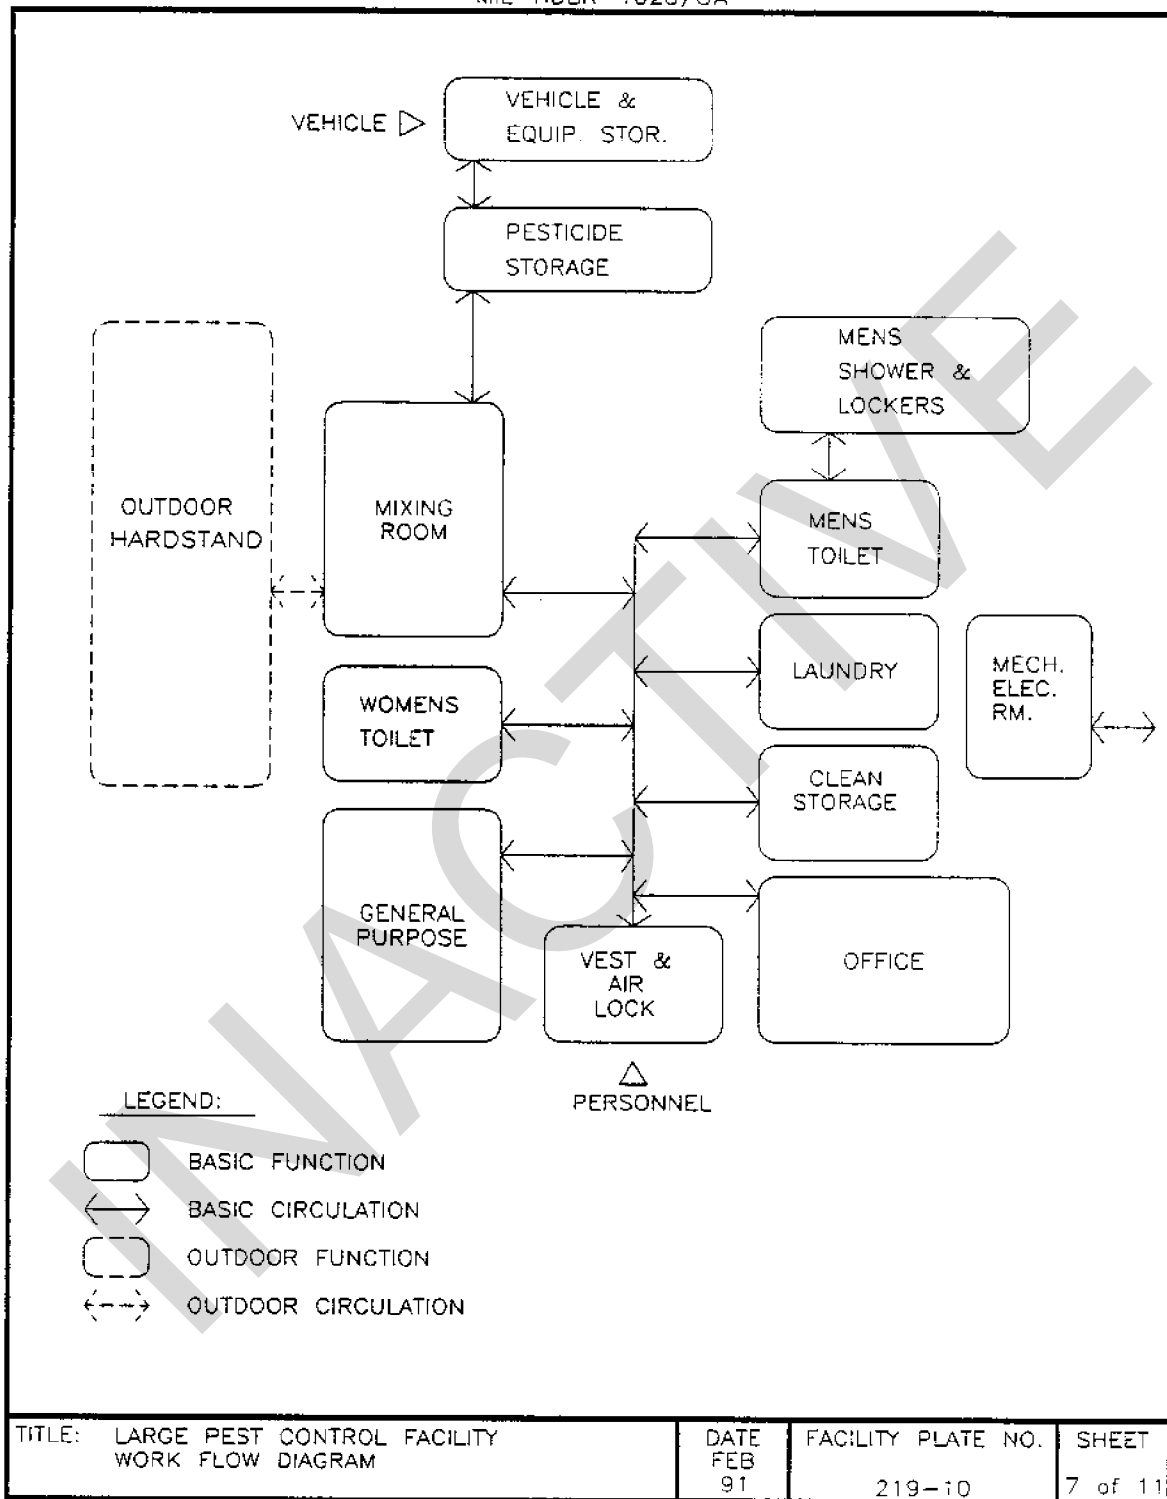 VEHICLE
VEHICLE &
EQUIP. STOR.
PESTICIDE
STORAGE
MENS
SHOWER &
LOCKERS
OUTDOOR
HARDSTAND
MIXING
ROOM
MENS
TOILET
WOMENS
TOILET
LAUNDRY
MECH.
ELEC.
RM.
CLEAN
STORAGE
GENERAL
PURPOSE
VEST &
AIR
LOCK
OFFICE
PERSONNEL
INACTIVE
LEGEND:
BASIC FUNCTION
BASIC CIRCULATION
OUTDOOR FUNCTION
OUTDOOR CIRCULATION
TITLE: LARGE PEST CONTROL FACILITY
WORK FLOW DIAGRAM
DATE
FEB
91
FACILITY PLATE NO.
219-10
SHEET
7 of 11